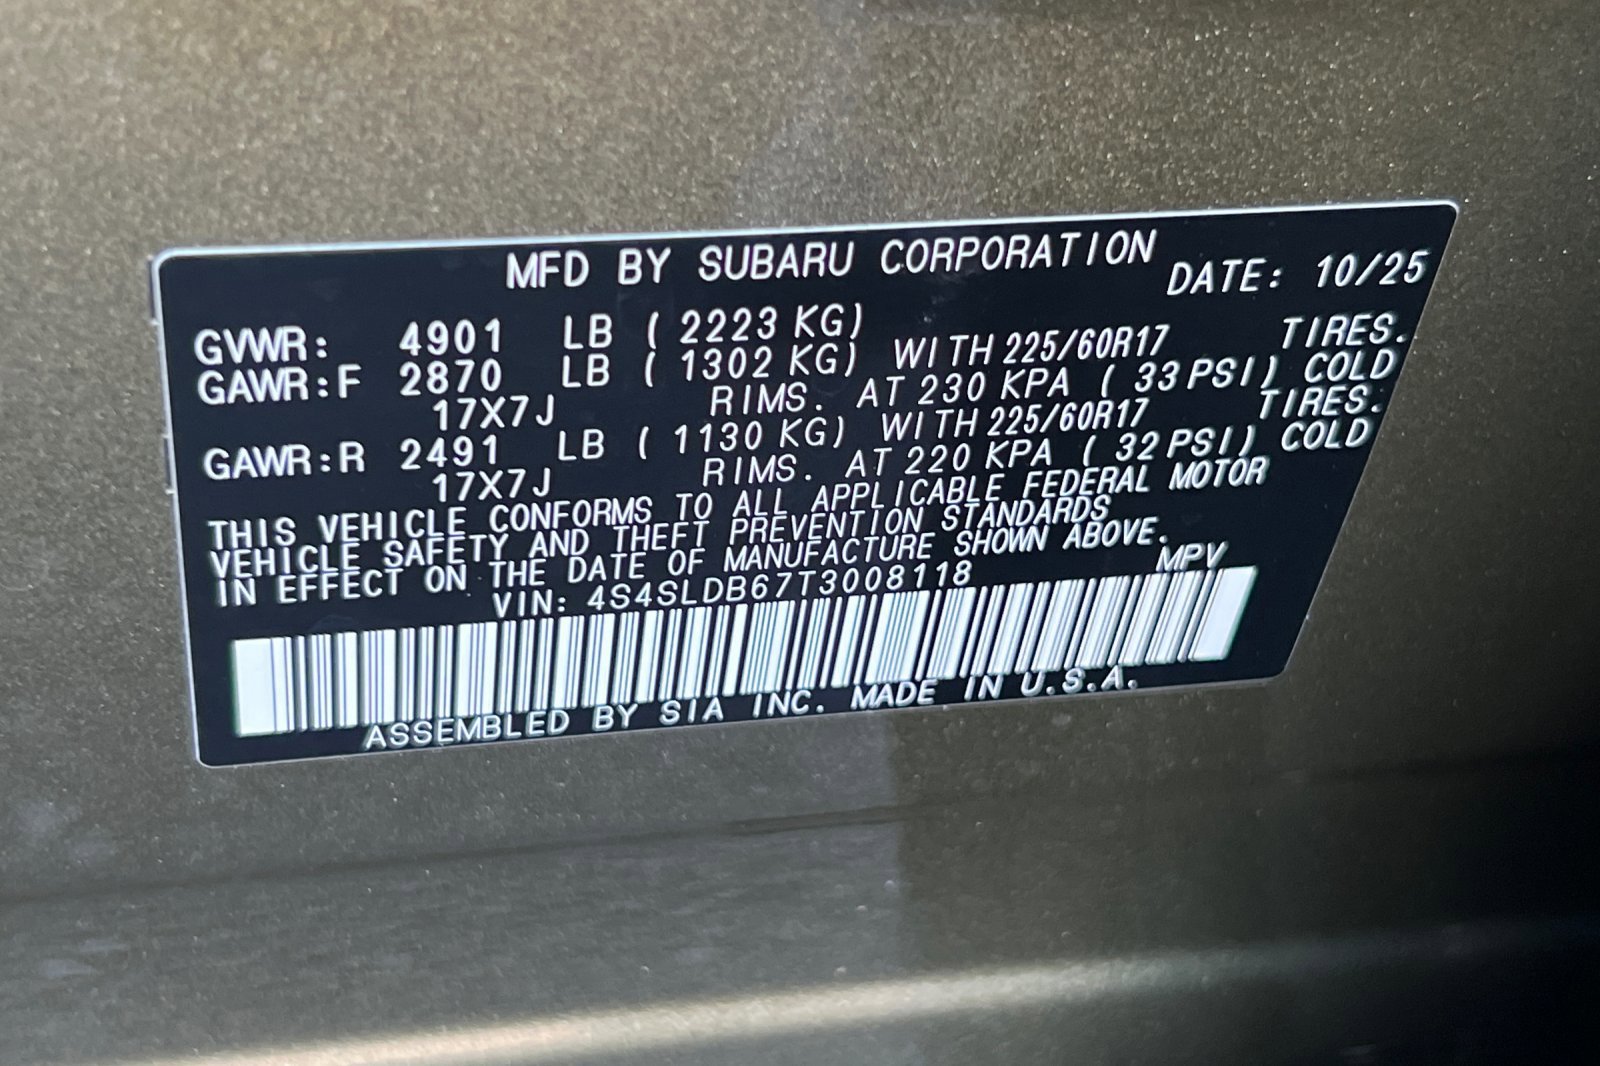 MFD BY SUBARU CORPORATION DATE: 10/25
GVWR: 4901 LB ( 2223 KG)
GAWR:F 2870 LB ( 1302 KG) WITH 225/60R17 TIRES.
17X7J RIMS. AT 230 KPA ( 33 PSI) COLD
GAWR:R 2491 LB ( 1130 KG) WITH 225/60R17 TIRES.
17X7J RIMS. AT 220 KPA ( 32 PSI) COLD
THIS VEHICLE CONFORMS TO ALL APPLICABLE FEDERAL MOTOR
VEHICLE SAFETY AND THEFT PREVENTION STANDARDS
IN EFFECT ON THE DATE OF MANUFACTURE SHOWN ABOVE.
VIN: 4S4SLDB67T3008118 MPV
ASSEMBLED BY SIA INC. MADE IN U.S.A.